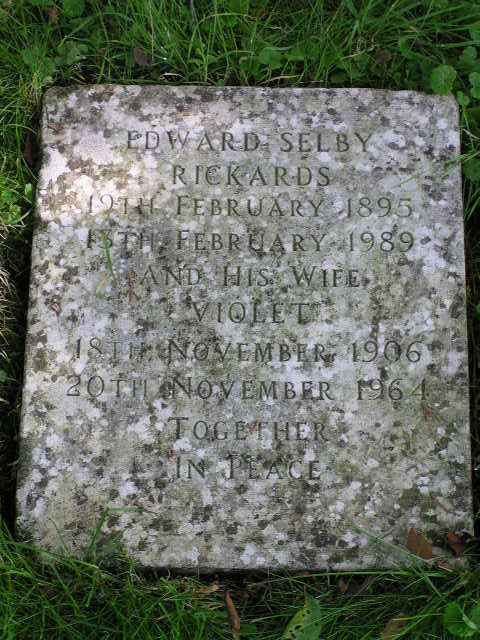 EDWARD SELBY
RICKARDS
19TH FEBRUARY 1895
13TH FEBRUARY 1989
AND HIS WIFE
VIOLET
18TH NOVEMBER 1906
20TH NOVEMBER 1964
TOGETHER
IN PEACE